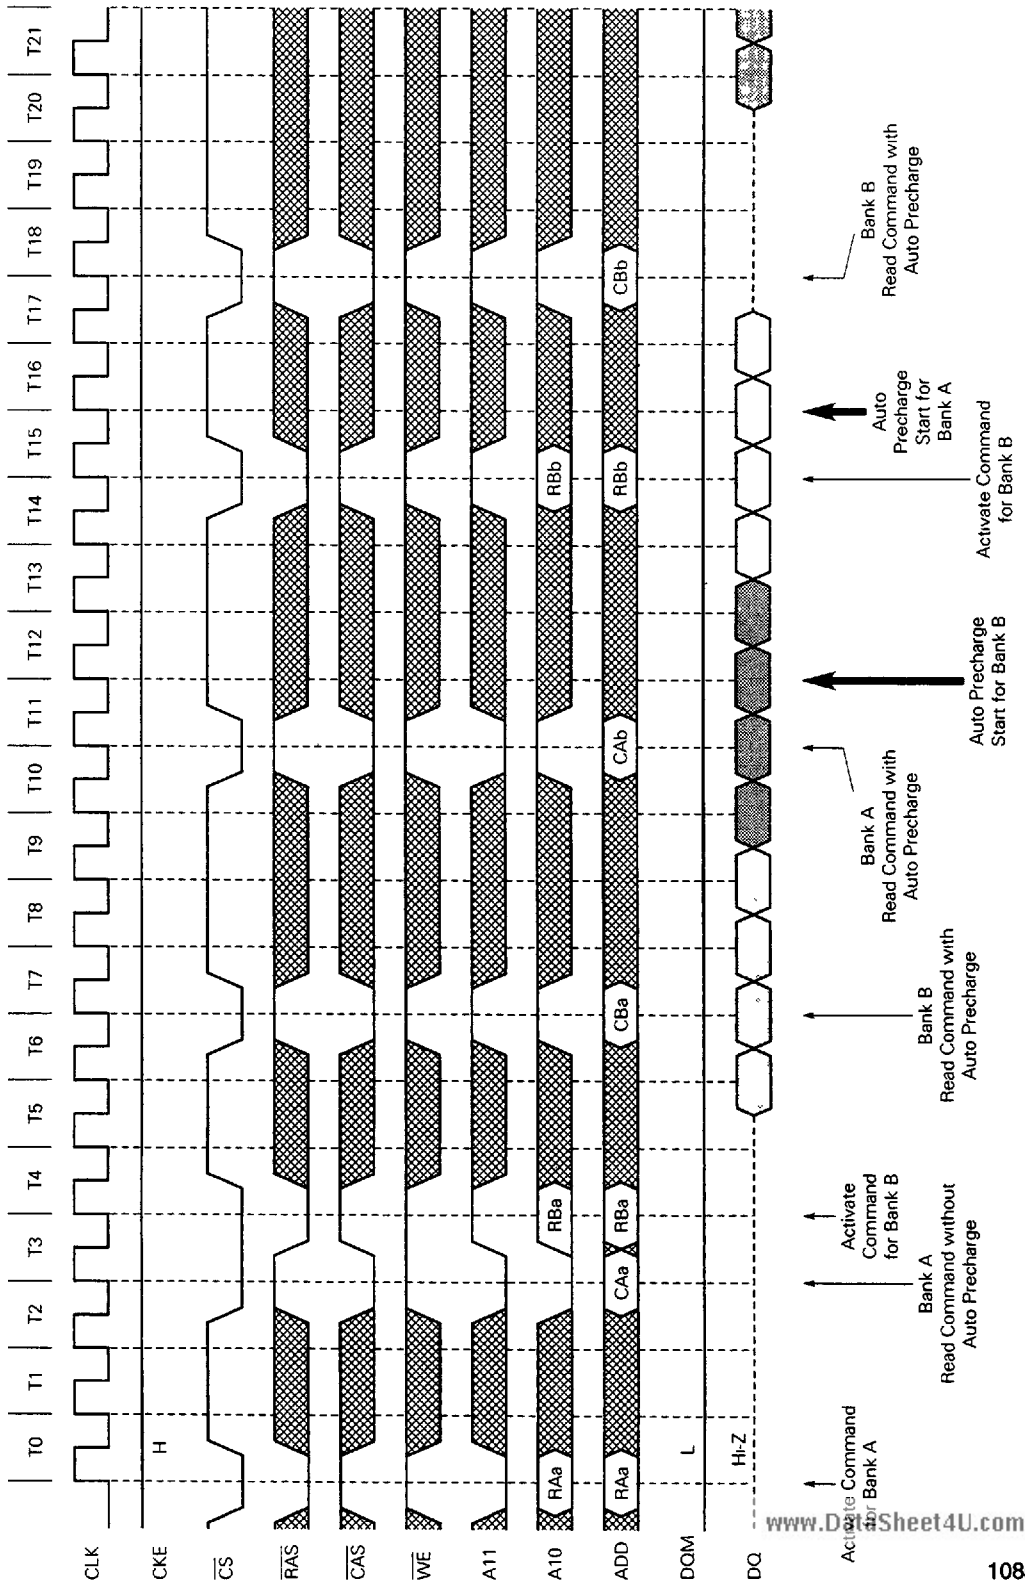 T0 T1 T2 T3 T4 T5 T6 T7 T8 T9 T10 T11 T12 T13 T14 T15 T16 T17 T18 T19 T20 T21
CLK
CKE H
CS
RAS
CAS
WE
A11
A10 RAa RBa RBb
ADD RAa CAa RBa CBa CAb RBb CBb
DQM L
DQ Hi-Z
Activate Command
for Bank A
Bank A
Read Command without
Auto Precharge
Activate
Command
for Bank B
Bank B
Read Command with
Auto Precharge
Bank A
Read Command with
Auto Precharge
Auto Precharge
Start for Bank B
Activate Command
for Bank B
Auto
Precharge
Start for
Bank A
Bank B
Read Command with
Auto Precharge
www.DataSheet4U.com
108